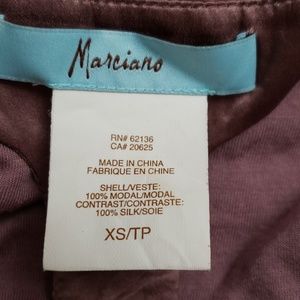 Marciano
RN# 62136
CA# 20625
MADE IN CHINA
FABRIQUE EN CHINE
SHELL/VESTE:
100% MODAL/MODAL
CONTRAST/CONTRASTE:
100% SILK/SOIE
XS/TP